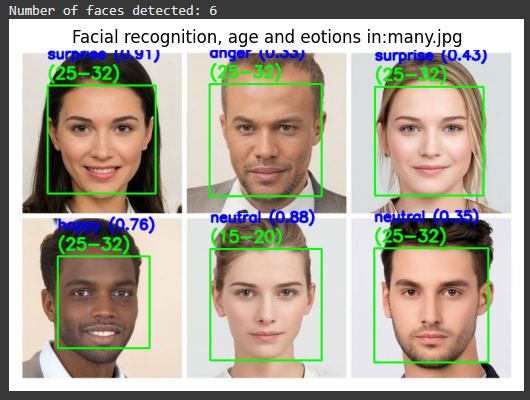 Number of faces detected: 6
Facial recognition, age and eotions in:many.jpg
surprise (0.91) anger (0.33) surprise (0.43)
(25-32) (25-32) (25-32)
happy (0.76) neutral (0.88) neutral (0.35)
(25-32) (15-20) (25-32)